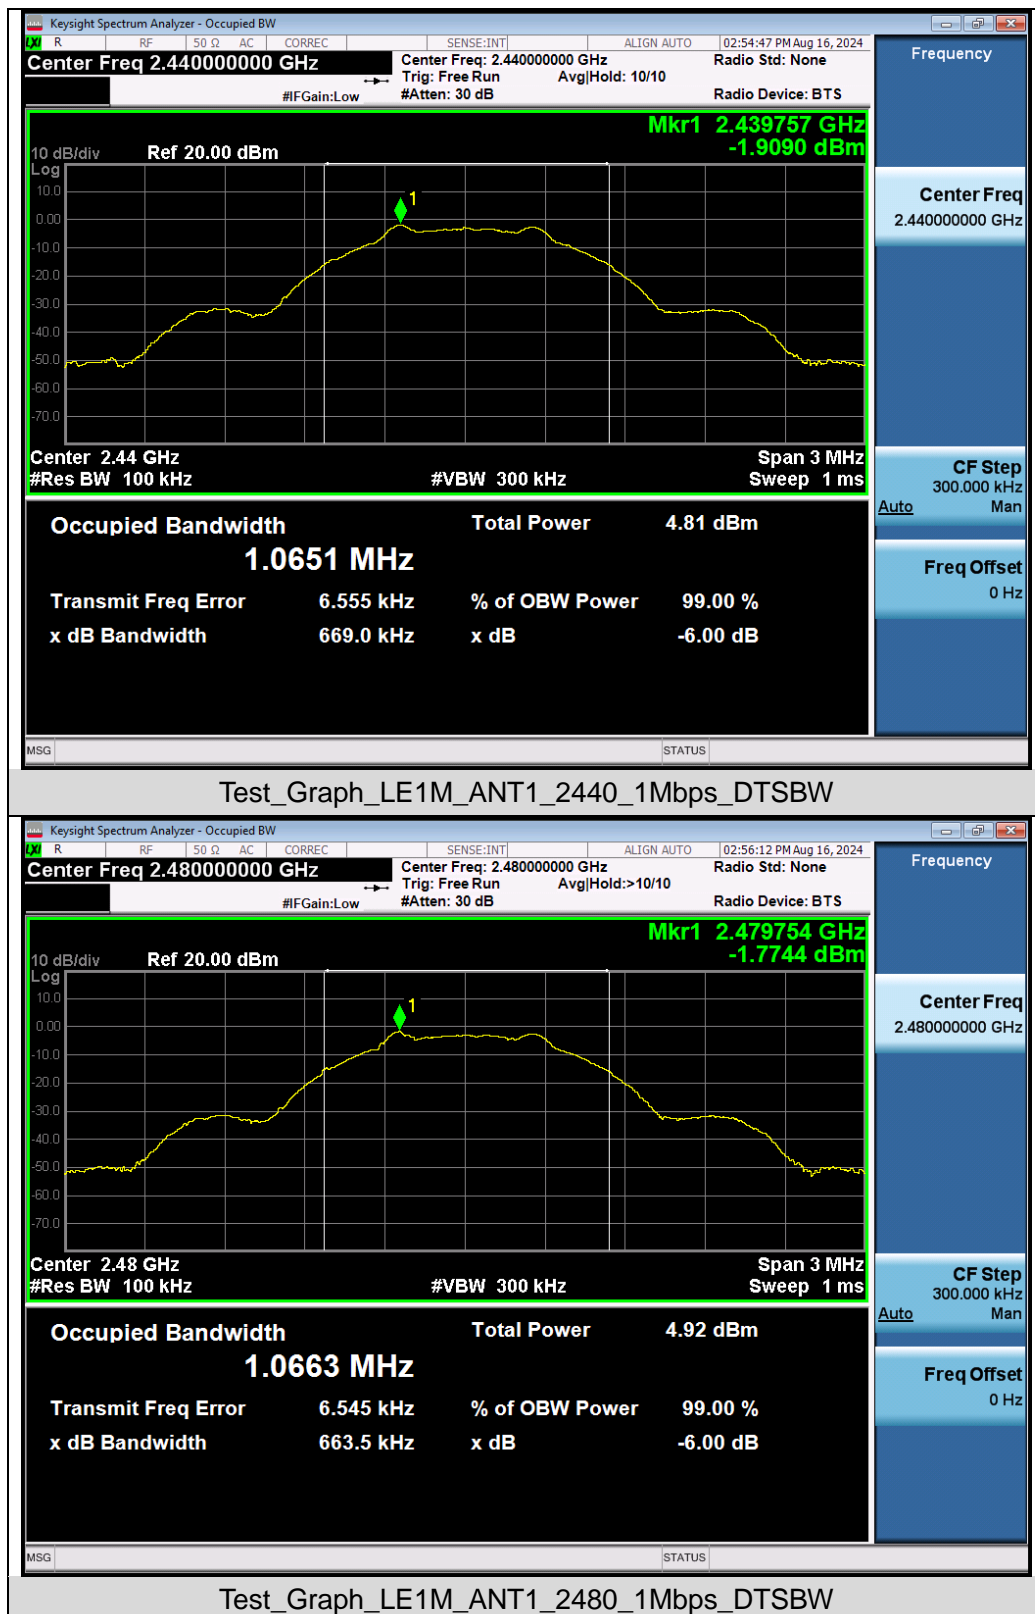 Keysight Spectrum Analyzer - Occupied BW
LXI R RF 50 Ω AC CORREC SENSE:INT ALIGN AUTO 02:54:47 PM Aug 16, 2024
Center Freq 2.440000000 GHz
Center Freq: 2.440000000 GHz Radio Std: None
Trig: Free Run Avg|Hold: 10/10
#IFGain:Low #Atten: 30 dB Radio Device: BTS
Frequency
Mkr1 2.439757 GHz
-1.9090 dBm
10 dB/div Ref 20.00 dBm
Log
10.0
0.00
-10.0
-20.0
-30.0
-40.0
-50.0
-60.0
-70.0
1
Center 2.44 GHz Span 3 MHz
#Res BW 100 kHz #VBW 300 kHz Sweep 1 ms
Center Freq
2.440000000 GHz
CF Step
300.000 kHz
Auto Man
Freq Offset
0 Hz
Occupied Bandwidth Total Power 4.81 dBm
1.0651 MHz
Transmit Freq Error 6.555 kHz % of OBW Power 99.00 %
x dB Bandwidth 669.0 kHz x dB -6.00 dB
MSG STATUS
Test_Graph_LE1M_ANT1_2440_1Mbps_DTSBW
Keysight Spectrum Analyzer - Occupied BW
LXI R RF 50 Ω AC CORREC SENSE:INT ALIGN AUTO 02:56:12 PM Aug 16, 2024
Center Freq 2.480000000 GHz
Center Freq: 2.480000000 GHz Radio Std: None
Trig: Free Run Avg|Hold:>10/10
#IFGain:Low #Atten: 30 dB Radio Device: BTS
Frequency
Mkr1 2.479754 GHz
-1.7744 dBm
10 dB/div Ref 20.00 dBm
Log
10.0
0.00
-10.0
-20.0
-30.0
-40.0
-50.0
-60.0
-70.0
1
Center 2.48 GHz Span 3 MHz
#Res BW 100 kHz #VBW 300 kHz Sweep 1 ms
Center Freq
2.480000000 GHz
CF Step
300.000 kHz
Auto Man
Freq Offset
0 Hz
Occupied Bandwidth Total Power 4.92 dBm
1.0663 MHz
Transmit Freq Error 6.545 kHz % of OBW Power 99.00 %
x dB Bandwidth 663.5 kHz x dB -6.00 dB
MSG STATUS
Test_Graph_LE1M_ANT1_2480_1Mbps_DTSBW